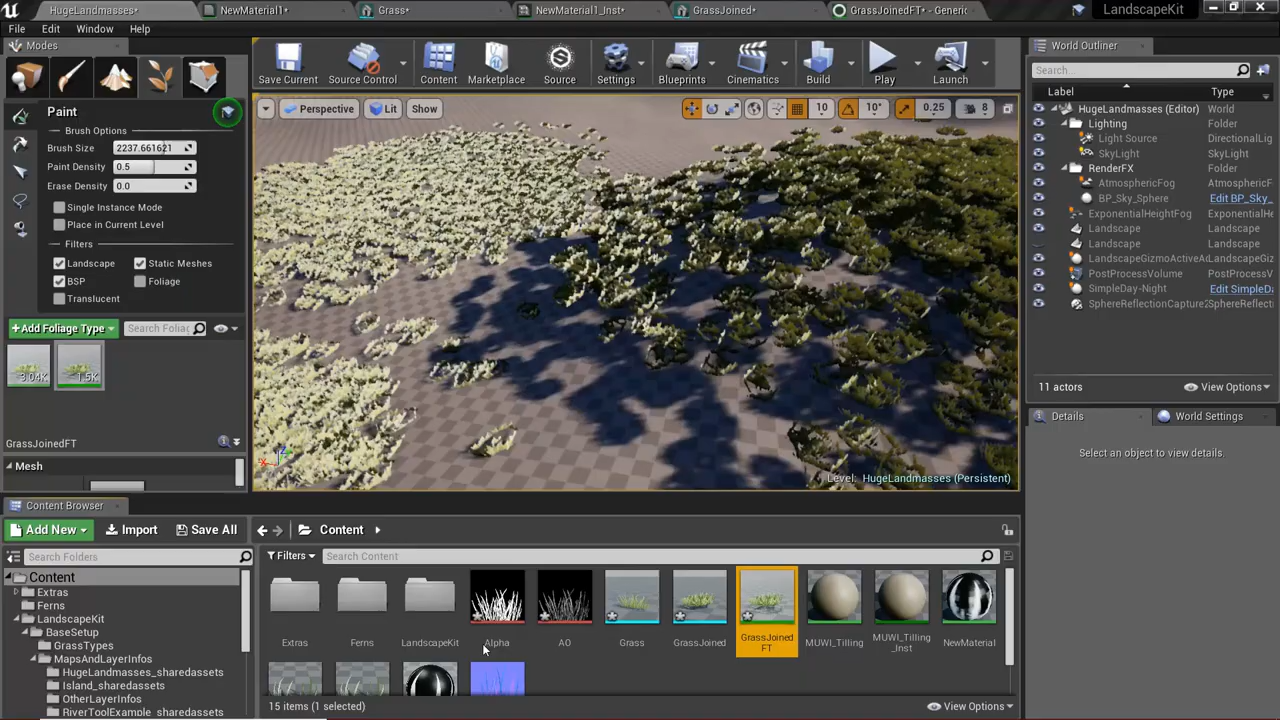 HugeLandmasses*
NewMaterial1*
Grass*
NewMaterial1_Inst*
GrassJoined*
GrassJoinedFT* - Generic
LandscapeKit
File Edit Window Help
Modes
Save Current
Source Control
Content
Marketplace
Source
Settings
Blueprints
Cinematics
Build
Play
Launch
World Outliner
Search...
Label Type
HugeLandmasses (Editor) World
Lighting Folder
Light Source DirectionalLig
SkyLight SkyLight
RenderFX Folder
AtmosphericFog AtmosphericF
BP_Sky_Sphere Edit BP_Sky_
ExponentialHeightFog ExponentialH
Landscape Landscape
Landscape Landscape
LandscapeGizmoActiveAc LandscapeGiz
PostProcessVolume PostProcessV
SimpleDay-Night Edit SimpleDa
SphereReflectionCapture SphereReflecti
11 actors
View Options
Details
World Settings
Select an object to view details.
Paint
Brush Options
Brush Size 2237.661621
Paint Density 0.5
Erase Density 0.0
Single Instance Mode
Place in Current Level
Filters
Landscape Static Meshes
BSP Foliage
Translucent
+Add Foliage Type
Search Foliag
3.04K
1.5K
GrassJoinedFT
Mesh
Perspective Lit Show
10 10° 0.25 8
Level: HugeLandmasses (Persistent)
Content Browser
Add New Import Save All
Content
Search Folders
Filters
Search Content
Content
Extras
Ferns
LandscapeKit
BaseSetup
GrassTypes
MapsAndLayerInfos
HugeLandmasses_sharedassets
Island_sharedassets
OtherLayerInfos
RiverToolExample_sharedassets
Extras
Ferns
LandscapeKit
Alpha
AO
Grass
GrassJoined
GrassJoined
FT
MUWI_Tilling
MUWI_Tilling
_Inst
NewMaterial
15 items (1 selected)
View Options